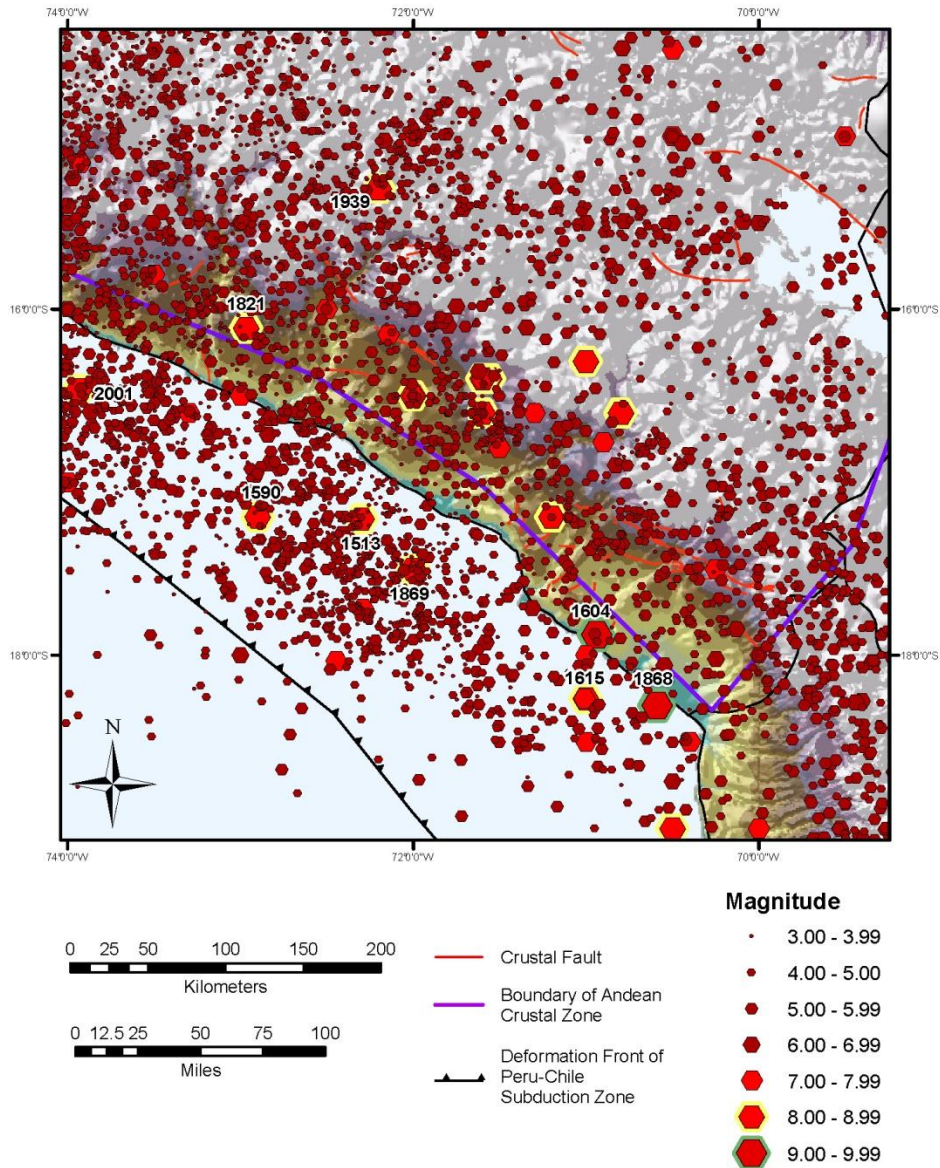 74°0'0"W 72°0'0"W 70°0'0"W
1939
16°0'0"S 16°0'0"S
1821
2001
1590
1513
1869
1604
18°0'0"S 18°0'0"S
1615 1868
N
74°0'0"W 72°0'0"W 70°0'0"W
Magnitude
3.00 - 3.99
4.00 - 5.00
5.00 - 5.99
6.00 - 6.99
7.00 - 7.99
8.00 - 8.99
9.00 - 9.99
0 25 50 100 150 200
Kilometers
0 12.5 25 50 75 100
Miles
Crustal Fault
Boundary of Andean
Crustal Zone
Deformation Front of
Peru-Chile
Subduction Zone